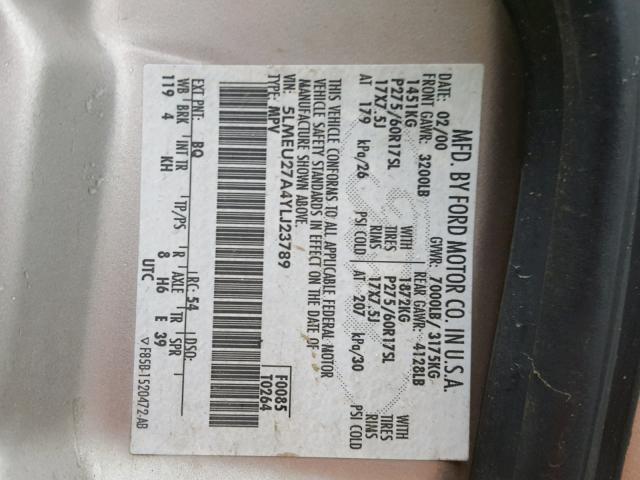 MFD. BY FORD MOTOR CO. IN U.S.A.
DATE: 02/00 GVWR: 7000LB/ 3175KG
FRONT GAWR: 3200LB REAR GAWR: 4128LB
1451KG WITH 1872KG WITH
P275/60R17SL TIRES P275/60R17SL TIRES
17X7.5J RIMS 17X7.5J RIMS
AT 179 kPa/26 PSI COLD AT 207 kPa/30 PSI COLD
THIS VEHICLE CONFORMS TO ALL APPLICABLE FEDERAL MOTOR
VEHICLE SAFETY STANDARDS IN EFFECT ON THE DATE OF
MANUFACTURE SHOWN ABOVE.
VIN: 5LMEU27A4YLJ23789
TYPE: MPV
F0085
T0264
EXT PNT: BQ RC: 54 DSO:
WB BRK INT TR TP/PS R AXLE TR SPR
119 4 KH 8 H6 E 39
UTC ▽ F85B-1520472-AB